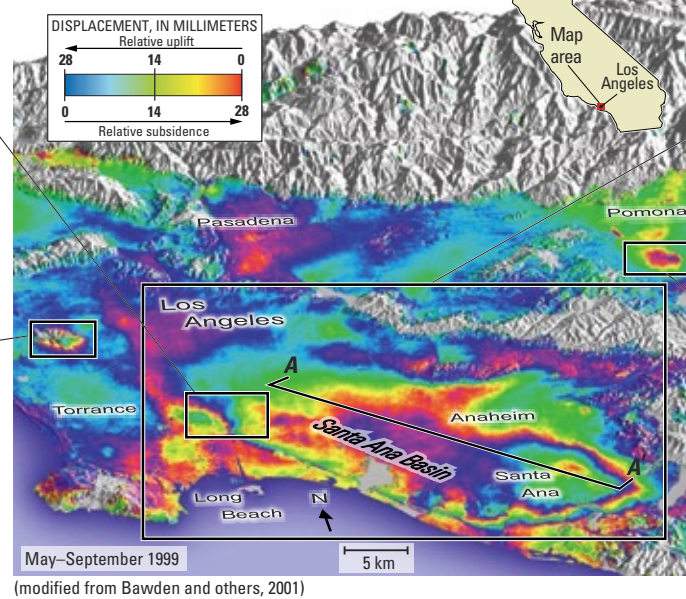 DISPLACEMENT, IN MILLIMETERS
Relative uplift
28 14 0
0 14 28
Relative subsidence
Map
area
Los
Angeles
Pasadena
Pomona
Los
Angeles
A
Torrance
Anaheim
Santa Ana Basin
Santa
Ana
A'
Long
Beach
N
May–September 1999
5 km
(modified from Bawden and others, 2001)